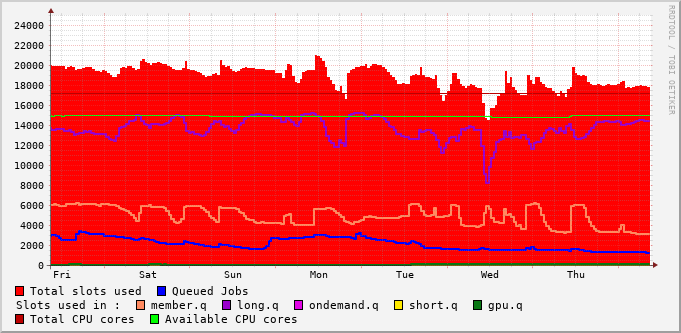 RRDTOOL / TOBI OETIKER
24000
22000
20000
18000
16000
14000
12000
10000
8000
6000
4000
2000
0
Fri Sat Sun Mon Tue Wed Thu
Total slots used Queued Jobs
Slots used in : member.q long.q ondemand.q short.q gpu.q
Total CPU cores Available CPU cores